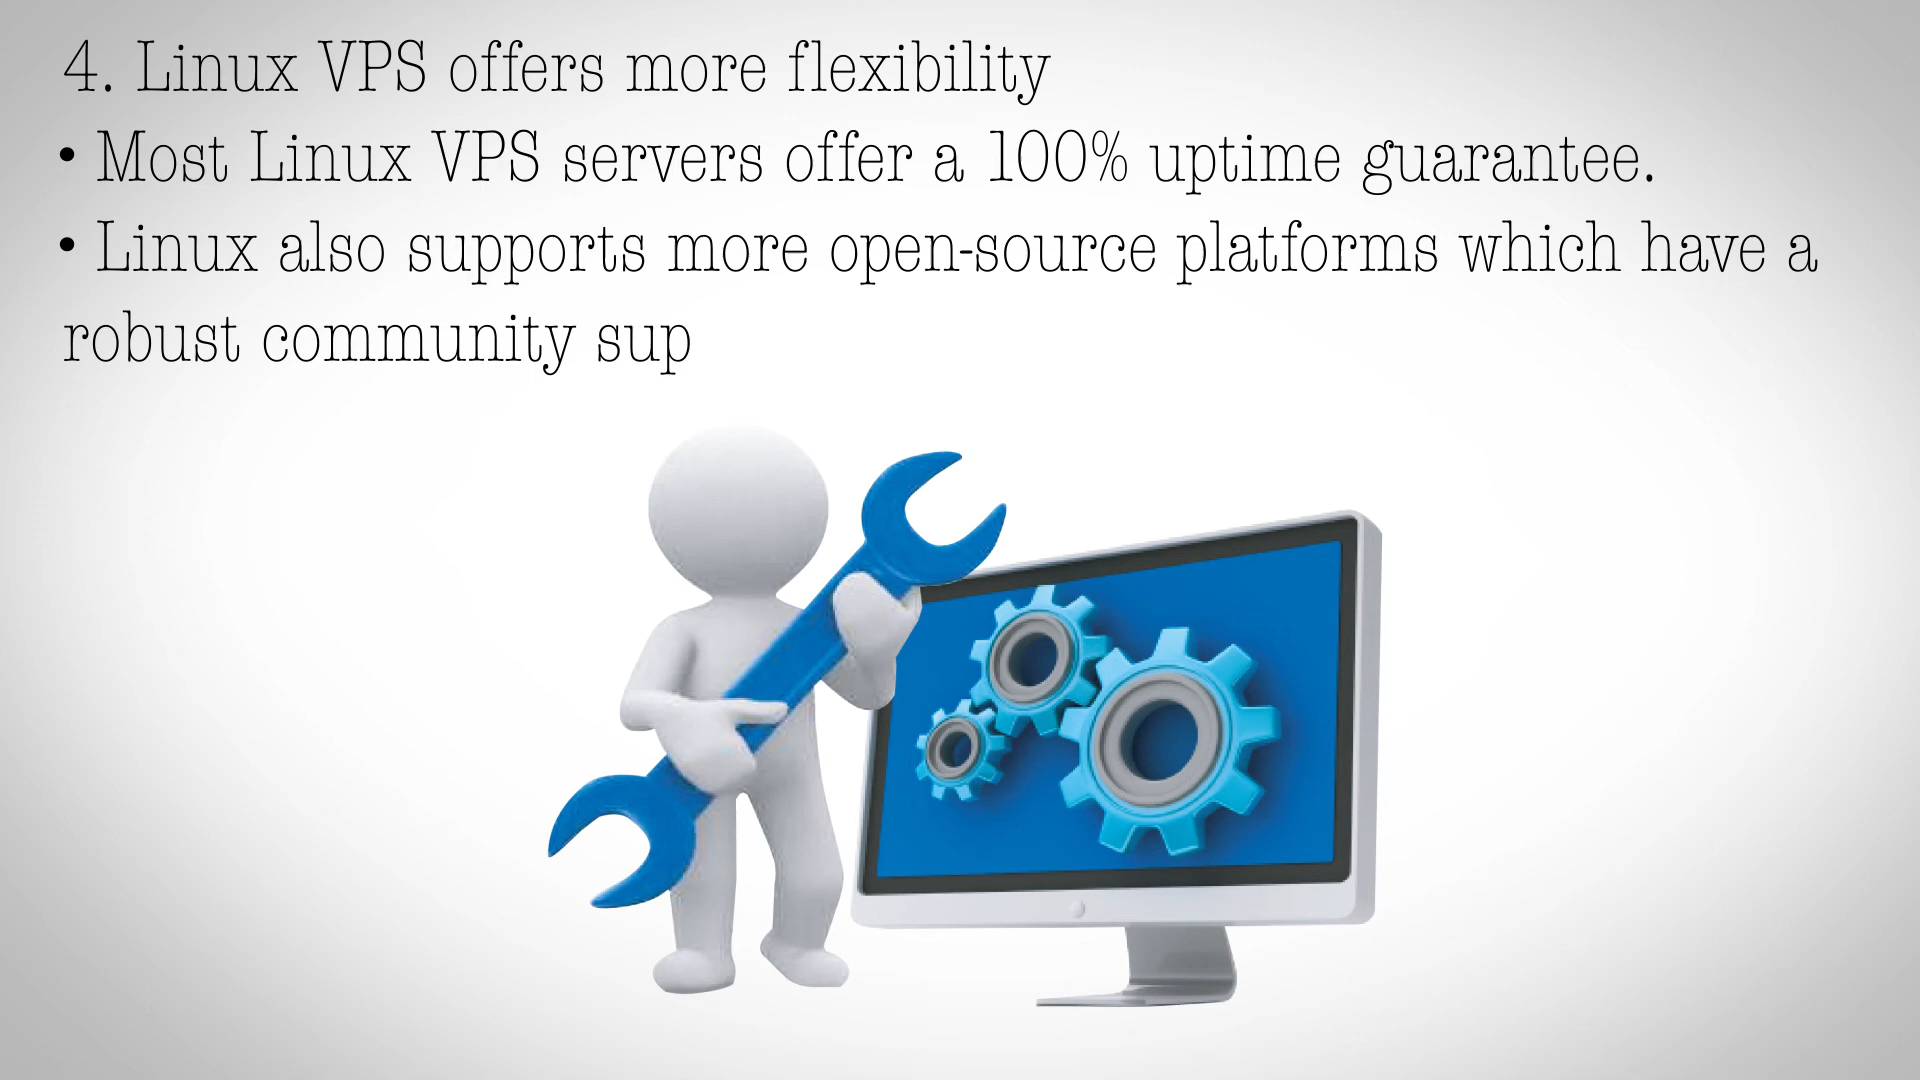 4. Linux VPS offers more flexibility
• Most Linux VPS servers offer a 100% uptime guarantee.
• Linux also supports more open-source platforms which have a
robust community sup